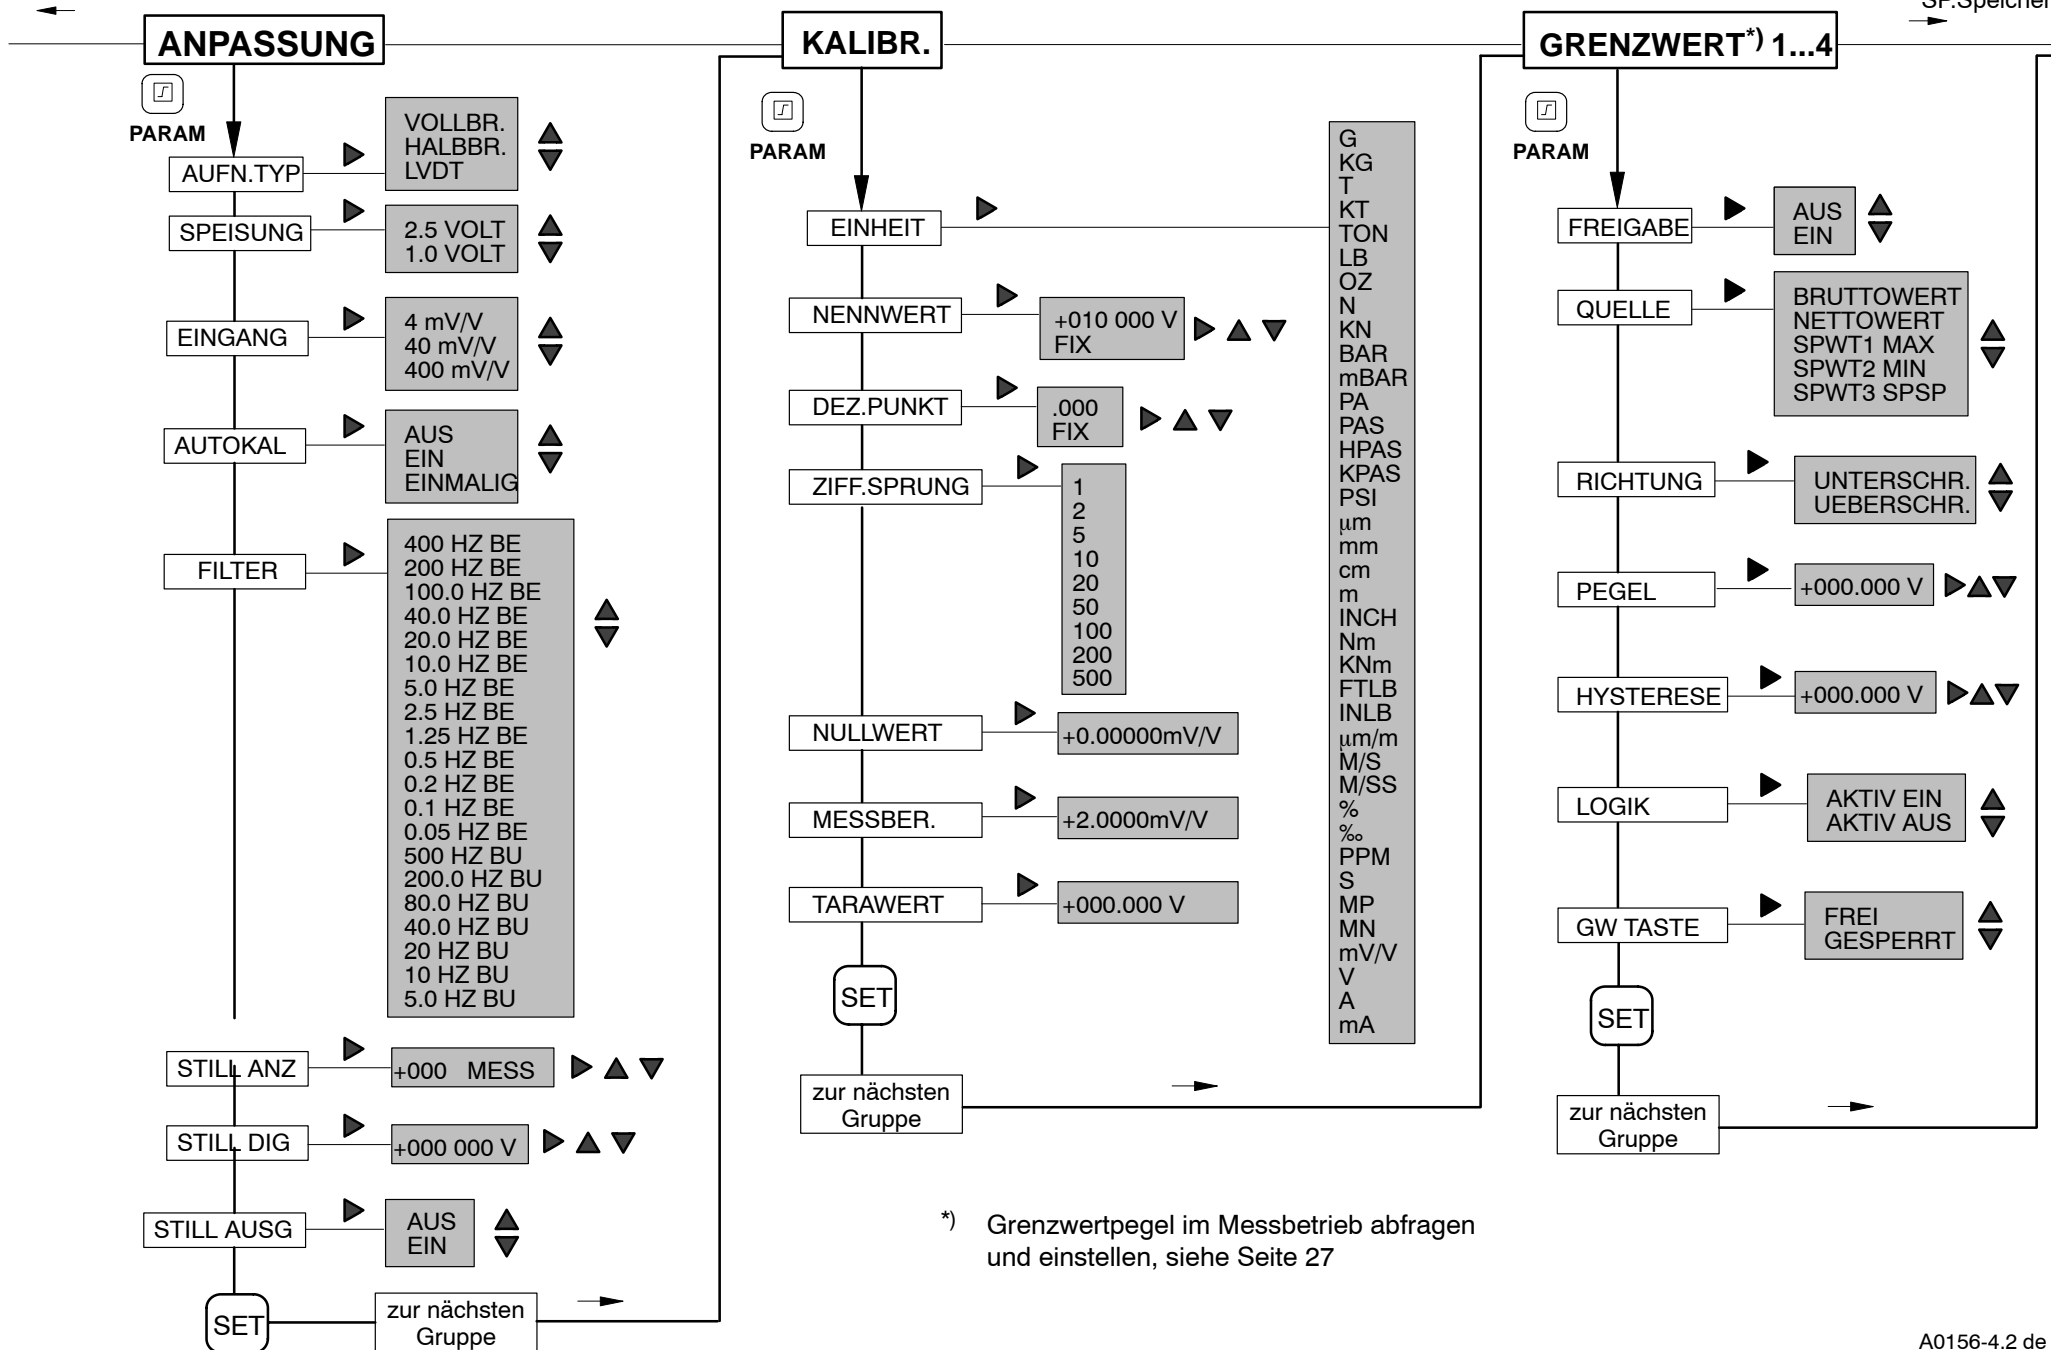 SP.Speicher
ANPASSUNG
PARAM
AUFN.TYP
VOLLBR.
HALBBR.
LVDT
SPEISUNG
2.5 VOLT
1.0 VOLT
EINGANG
4 mV/V
40 mV/V
400 mV/V
AUTOKAL
AUS
EIN
EINMALIG
FILTER
400 HZ BE
200 HZ BE
100.0 HZ BE
40.0 HZ BE
20.0 HZ BE
10.0 HZ BE
5.0 HZ BE
2.5 HZ BE
1.25 HZ BE
0.5 HZ BE
0.2 HZ BE
0.1 HZ BE
0.05 HZ BE
500 HZ BU
200.0 HZ BU
80.0 HZ BU
40.0 HZ BU
20 HZ BU
10 HZ BU
5.0 HZ BU
STILL ANZ
+000 MESS
STILL DIG
+000 000 V
STILL AUSG
AUS
EIN
SET
zur nächsten
Gruppe
KALIBR.
PARAM
EINHEIT
G
KG
T
KT
TON
LB
OZ
N
KN
BAR
mBAR
PA
PAS
HPAS
KPAS
PSI
µm
mm
cm
m
INCH
Nm
KNm
FTLB
INLB
µm/m
M/S
M/SS
%
‰
PPM
S
MP
MN
mV/V
V
A
mA
NENNWERT
+010 000 V
FIX
DEZ.PUNKT
.000
FIX
ZIFF.SPRUNG
1
2
5
10
20
50
100
200
500
NULLWERT
+0.00000mV/V
MESSBER.
+2.0000mV/V
TARAWERT
+000.000 V
SET
zur nächsten
Gruppe
GRENZWERT*) 1...4
PARAM
FREIGABE
AUS
EIN
QUELLE
BRUTTOWERT
NETTOWERT
SPWT1 MAX
SPWT2 MIN
SPWT3 SPSP
RICHTUNG
UNTERSCHR.
UEBERSCHR.
PEGEL
+000.000 V
HYSTERESE
+000.000 V
LOGIK
AKTIV EIN
AKTIV AUS
GW TASTE
FREI
GESPERRT
SET
zur nächsten
Gruppe
*) Grenzwertpegel im Messbetrieb abfragen
und einstellen, siehe Seite 27
A0156-4.2 de